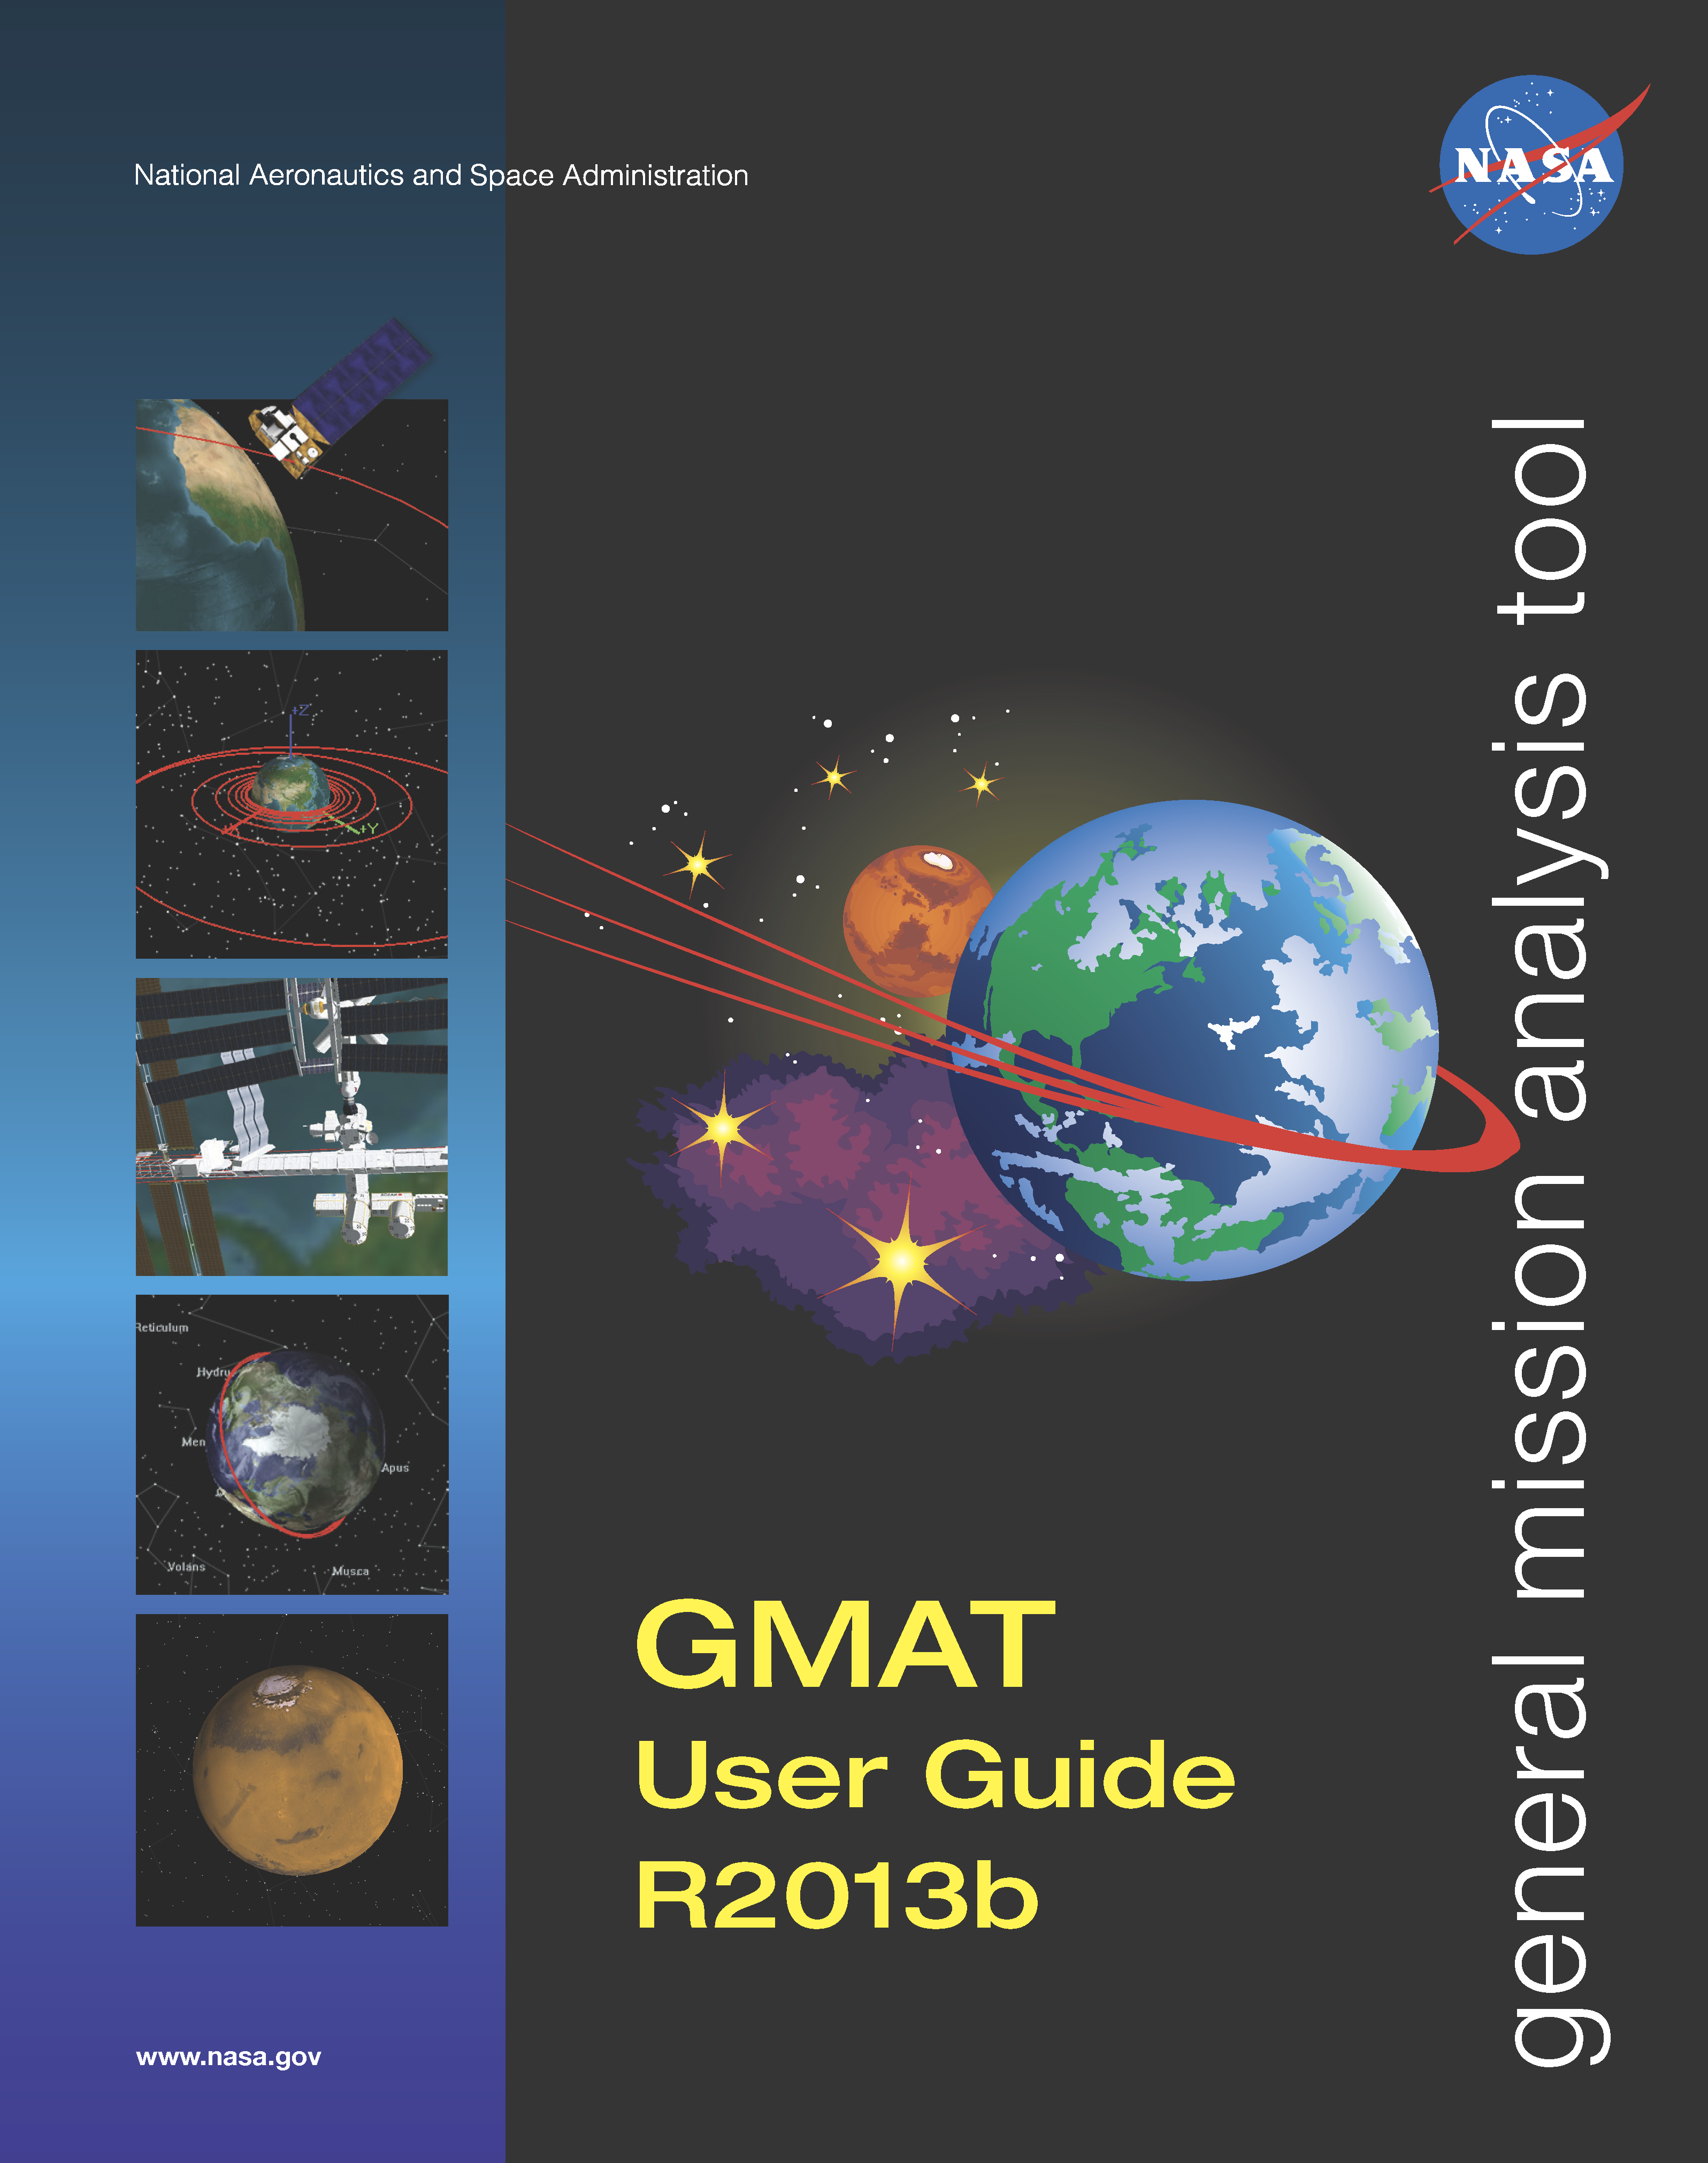 National Aeronautics and Space Administration
NASA
general mission analysis tool
+Z
+Y
Reticulum
Hydru
Men
Apus
Volans
Musca
GMAT
User Guide
R2013b
www.nasa.gov